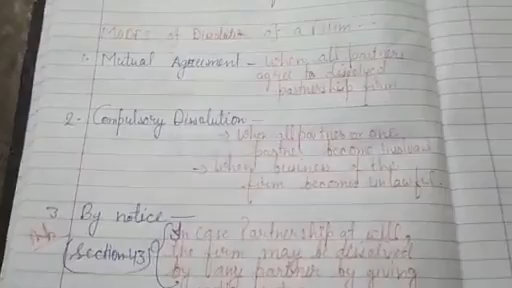 Modes of Dissolution of a Firm --
1. Mutual Agreement - When all partners
agree to dissolved
partnership firm
2. Compulsory Dissolution -
→ When all parties or one
partner become insolvent
→ When business of the
firm becomes unlawful.
3. By notice -
(Section 43) In case Partnership at will,
the firm may be dissolved
by any partner by giving